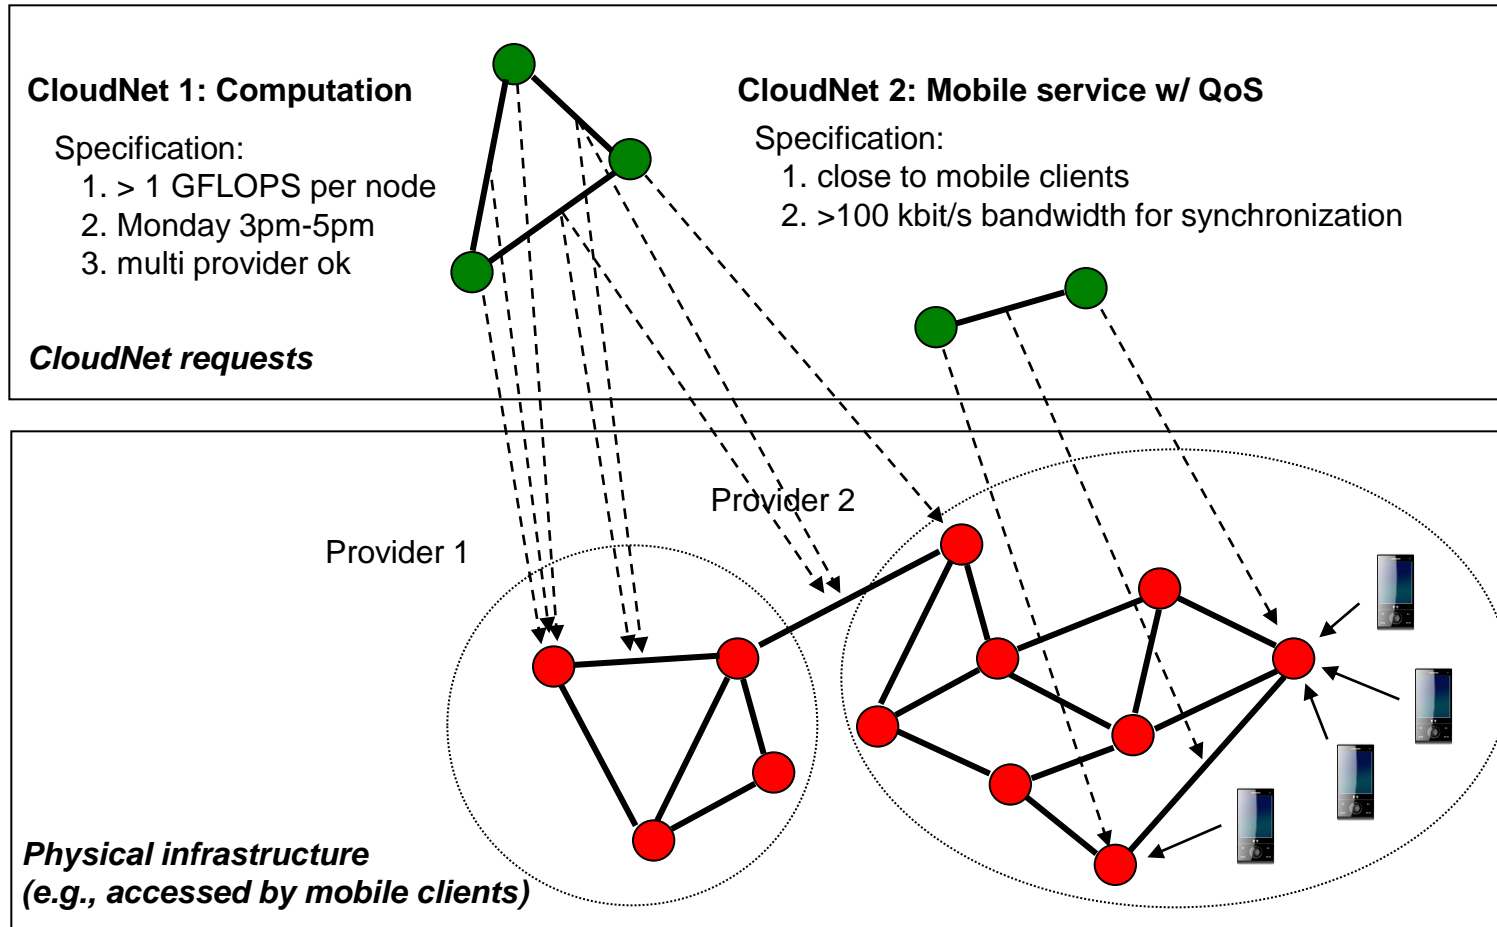 CloudNet 1: Computation
Specification:
1. > 1 GFLOPS per node
2. Monday 3pm-5pm
3. multi provider ok
CloudNet 2: Mobile service w/ QoS
Specification:
1. close to mobile clients
2. >100 kbit/s bandwidth for synchronization
CloudNet requests
Provider 1
Provider 2
Physical infrastructure
(e.g., accessed by mobile clients)